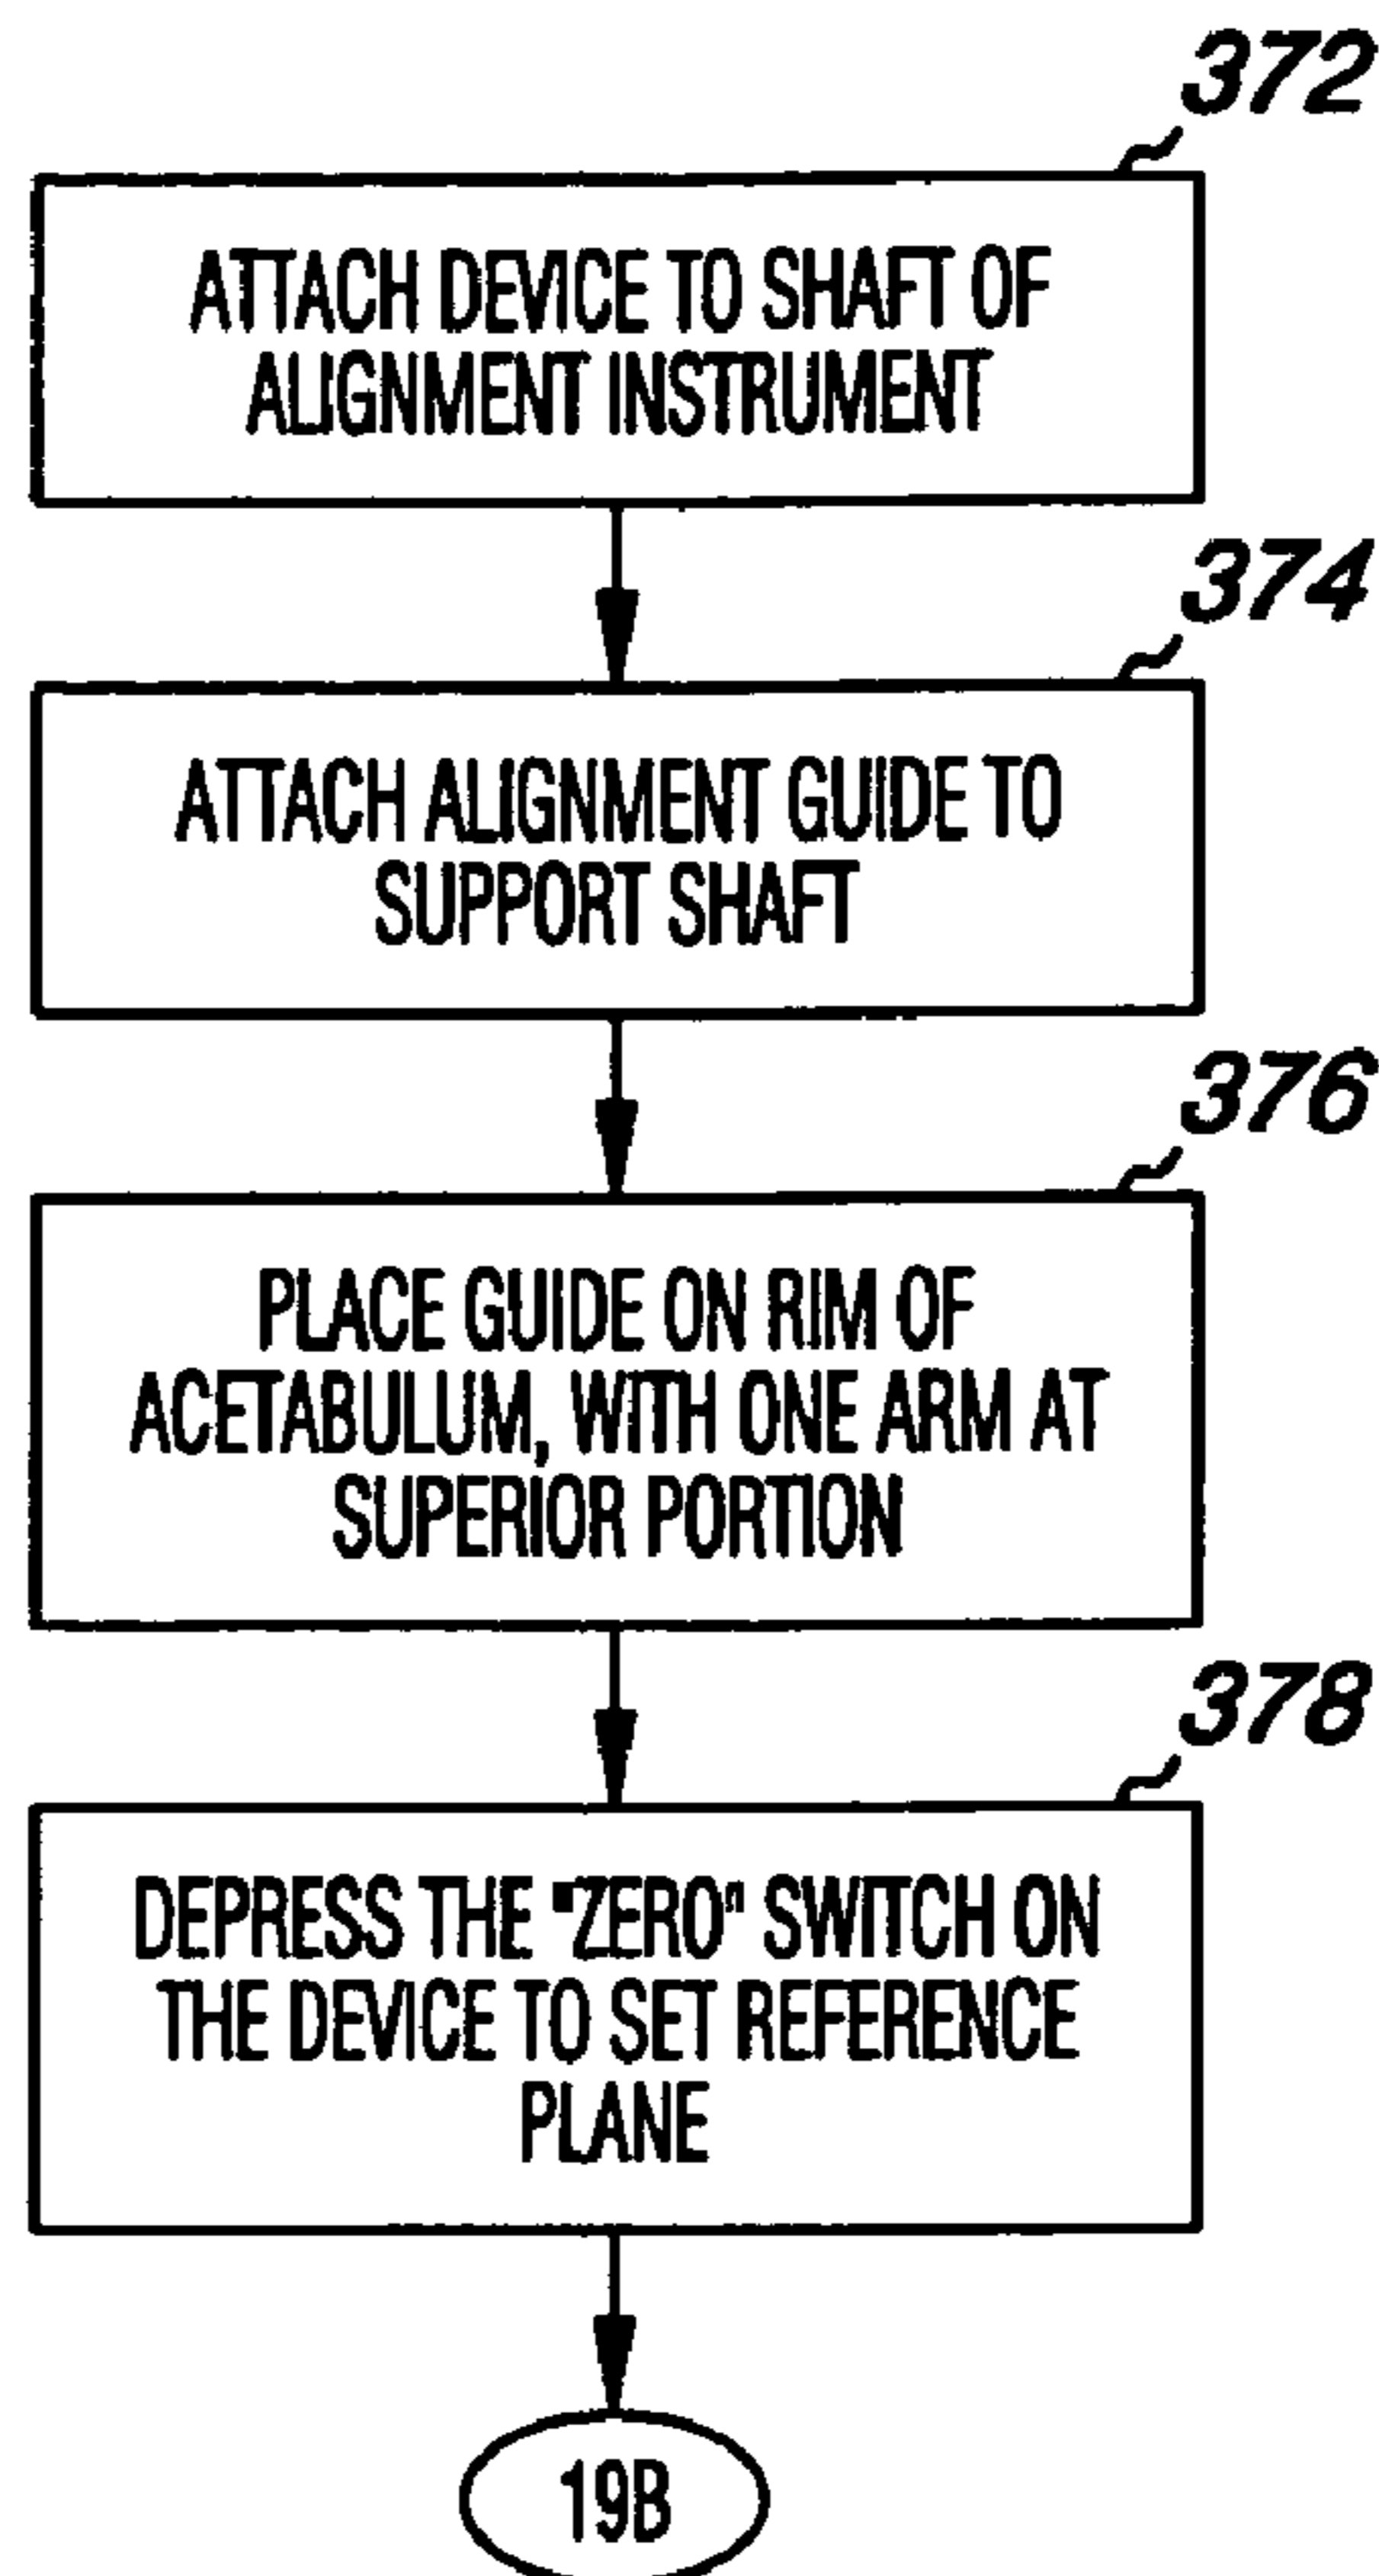 372
ATTACH DEVICE TO SHAFT OF
ALIGNMENT INSTRUMENT
374
ATTACH ALIGNMENT GUIDE TO
SUPPORT SHAFT
376
PLACE GUIDE ON RIM OF
ACETABULUM, WITH ONE ARM AT
SUPERIOR PORTION
378
DEPRESS THE "ZERO" SWITCH ON
THE DEVICE TO SET REFERENCE
PLANE
19B